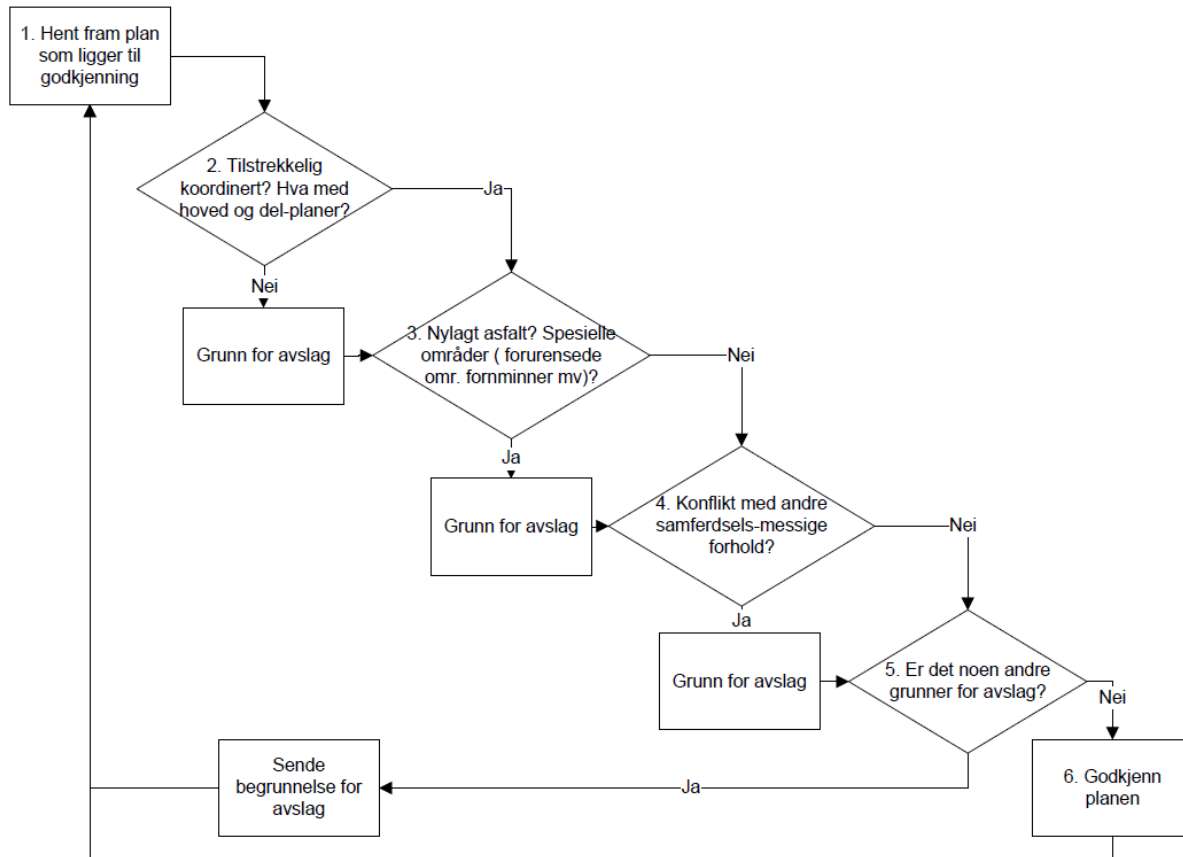 1. Hent fram plan
som ligger til
godkjenning
2. Tilstrekkelig
koordinert? Hva med
hoved og del-planer?
Ja
Nei
Grunn for avslag
3. Nylagt asfalt? Spesielle
områder ( forurensede
omr. fornminner mv)?
Nei
Ja
Grunn for avslag
4. Konflikt med andre
samferdsels-messige
forhold?
Nei
Ja
Grunn for avslag
5. Er det noen andre
grunner for avslag?
Nei
Sende
begrunnelse for
avslag
Ja
6. Godkjenn
planen